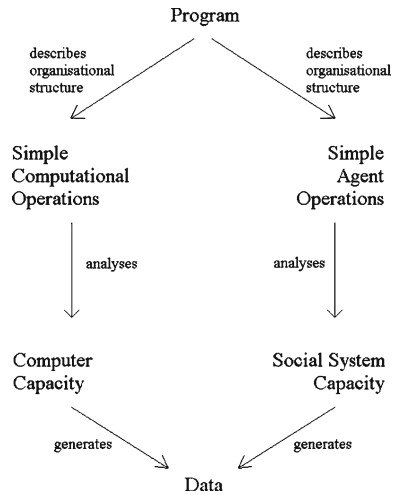 Program
describes
organisational
structure
describes
organisational
structure
Simple
Computational
Operations
Simple
Agent
Operations
analyses
analyses
Computer
Capacity
Social System
Capacity
generates
generates
Data